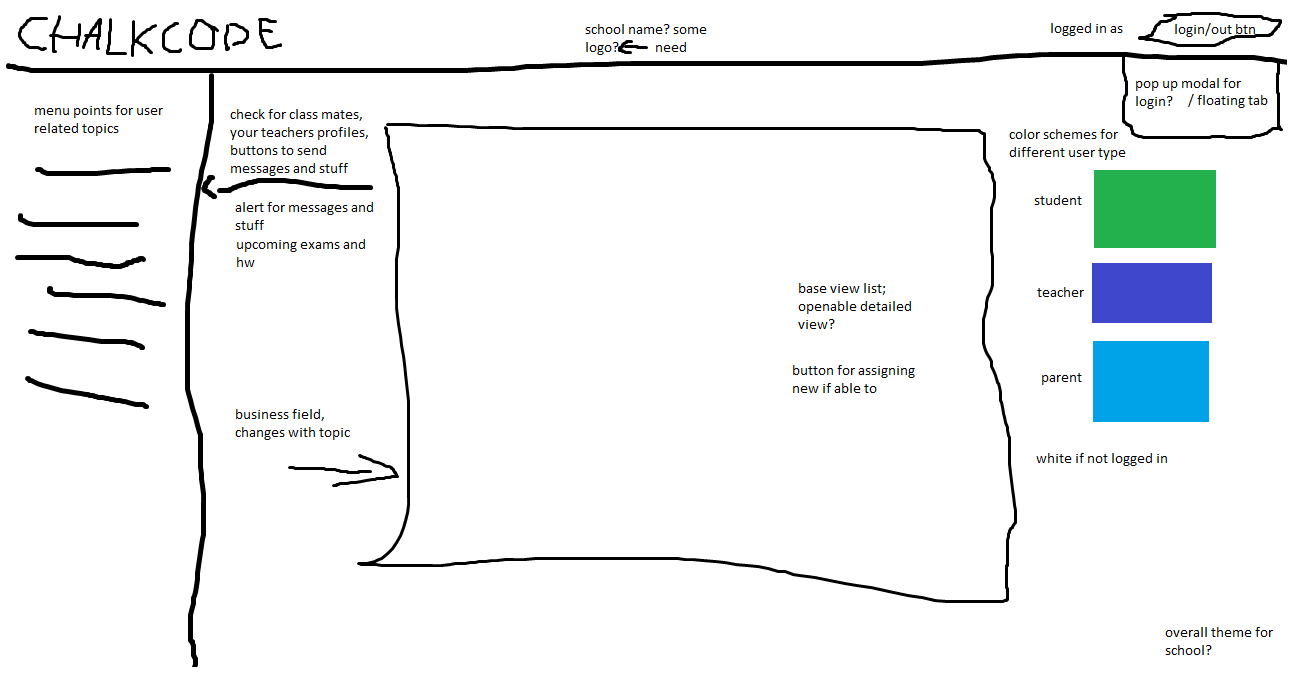 CHALKCODE
school name? some
logo? need
logged in as
login/out btn
pop up modal for
login? / floating tab
menu points for user
related topics
check for class mates,
your teachers profiles,
buttons to send
messages and stuff
alert for messages and
stuff
upcoming exams and
hw
color schemes for
different user type
student
teacher
parent
white if not logged in
base view list;
openable detailed
view?
button for assigning
new if able to
business field,
changes with topic
overall theme for
school?